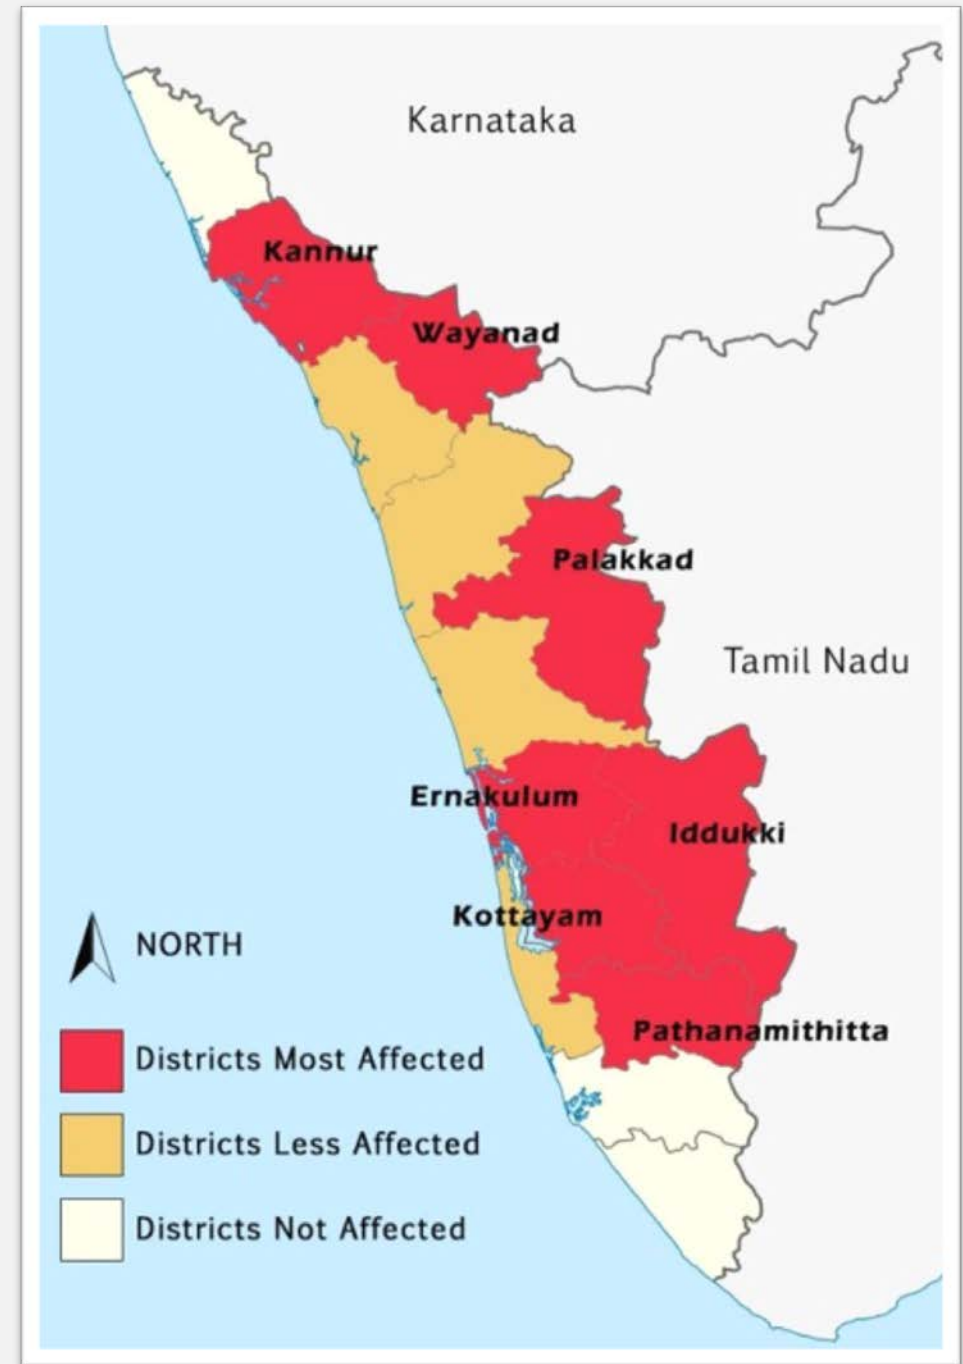 Karnataka
Kannur
Wayanad
Palakkad
Tamil Nadu
Ernakulum
Iddukki
Kottayam
NORTH
Pathanamithitta
Districts Most Affected
Districts Less Affected
Districts Not Affected